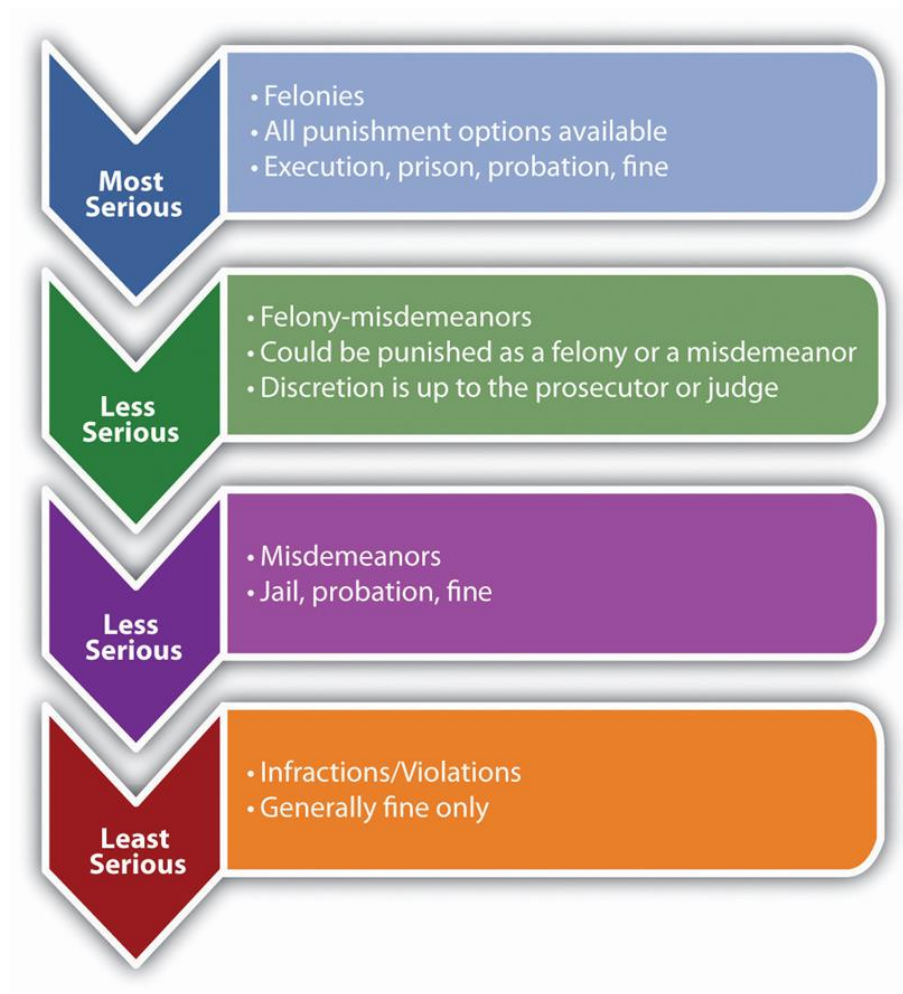 Most
Serious
• Felonies
• All punishment options available
• Execution, prison, probation, fine
Less
Serious
• Felony-misdemeanors
• Could be punished as a felony or a misdemeanor
• Discretion is up to the prosecutor or judge
Less
Serious
• Misdemeanors
• Jail, probation, fine
Least
Serious
• Infractions/Violations
• Generally fine only